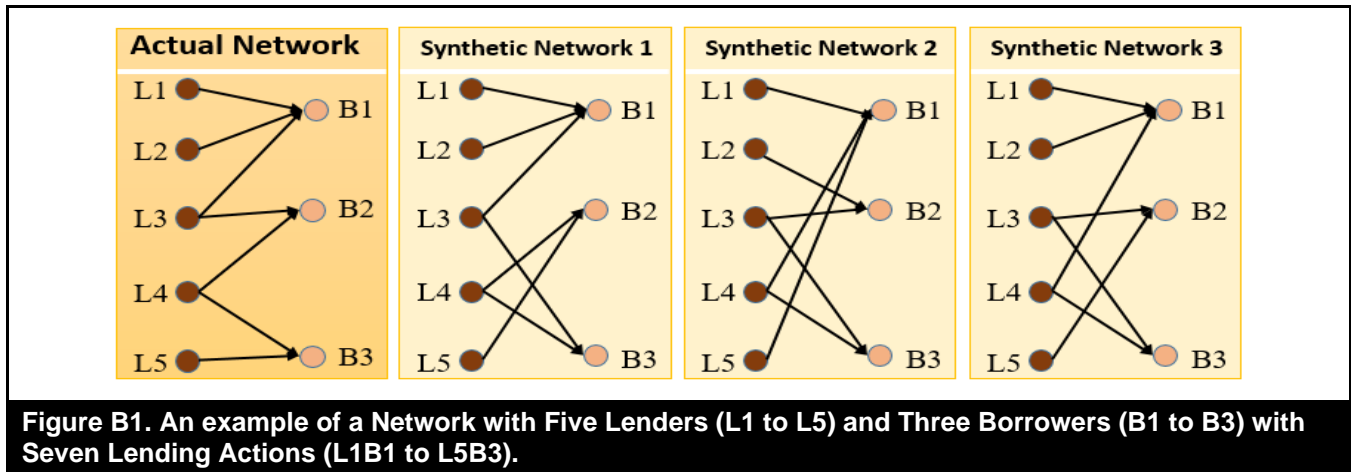 Actual Network
L1
B1
L2
L3
B2
L4
L5
B3
Synthetic Network 1
L1
B1
L2
L3
B2
L4
L5
B3
Synthetic Network 2
L1
B1
L2
L3
B2
L4
L5
B3
Synthetic Network 3
L1
B1
L2
L3
B2
L4
L5
B3
Figure B1. An example of a Network with Five Lenders (L1 to L5) and Three Borrowers (B1 to B3) with
Seven Lending Actions (L1B1 to L5B3).